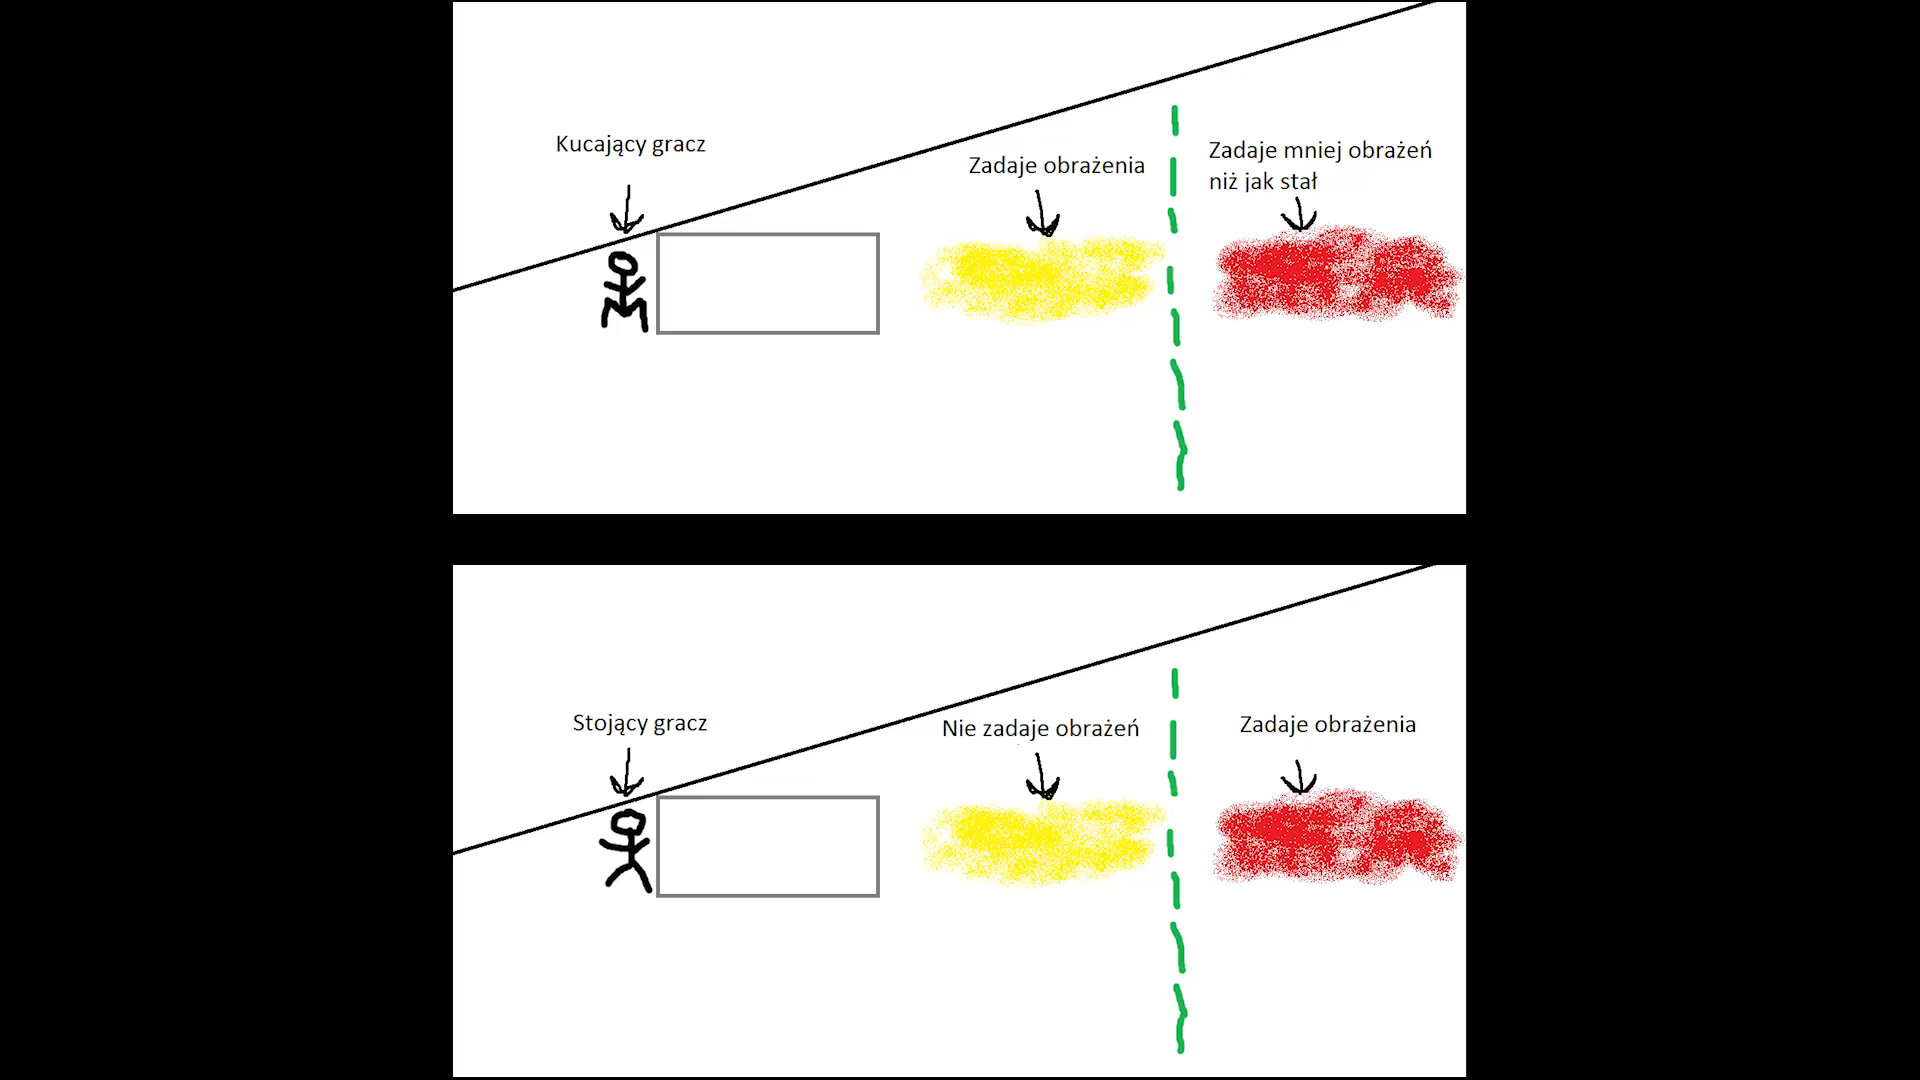 Kucający gracz
Zadaje obrażenia
Zadaje mniej obrażeń
niż jak stał
Stojący gracz
Nie zadaje obrażeń
Zadaje obrażenia